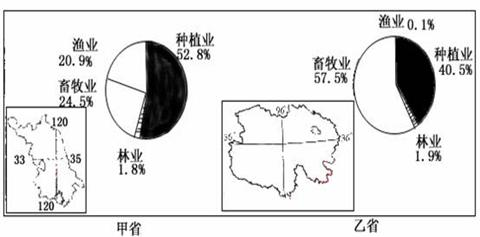 渔业
20.9%
种植业
52.8%
畜牧业
24.5%
林业
1.8%
120
33
35
120
甲省
渔业 0.1%
种植业
40.5%
畜牧业
57.5%
林业
1.9%
96
36
36
乙省